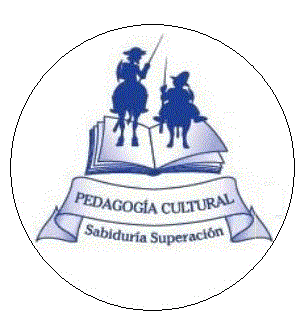 PEDAGOGÍA CULTURAL
Sabiduría Superación